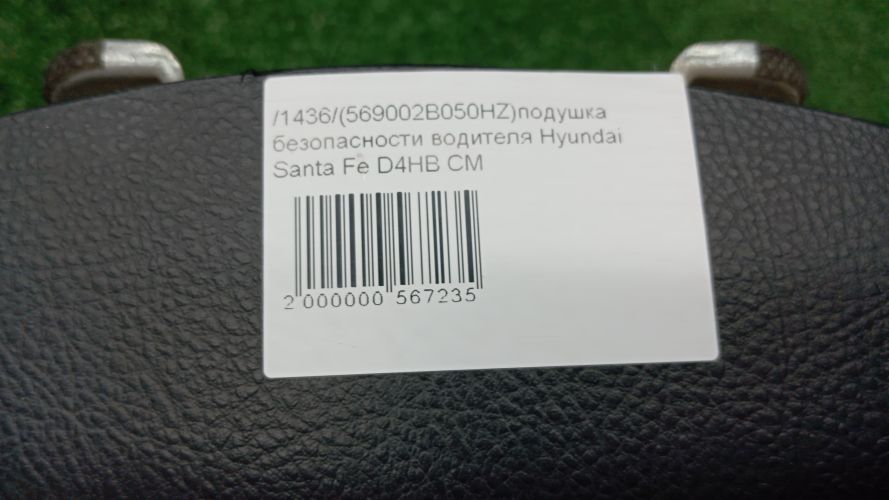 /1436/(569002B050HZ)подушка
безопасности водителя Hyundai
Santa Fe D4HB CM
2 000000 567235